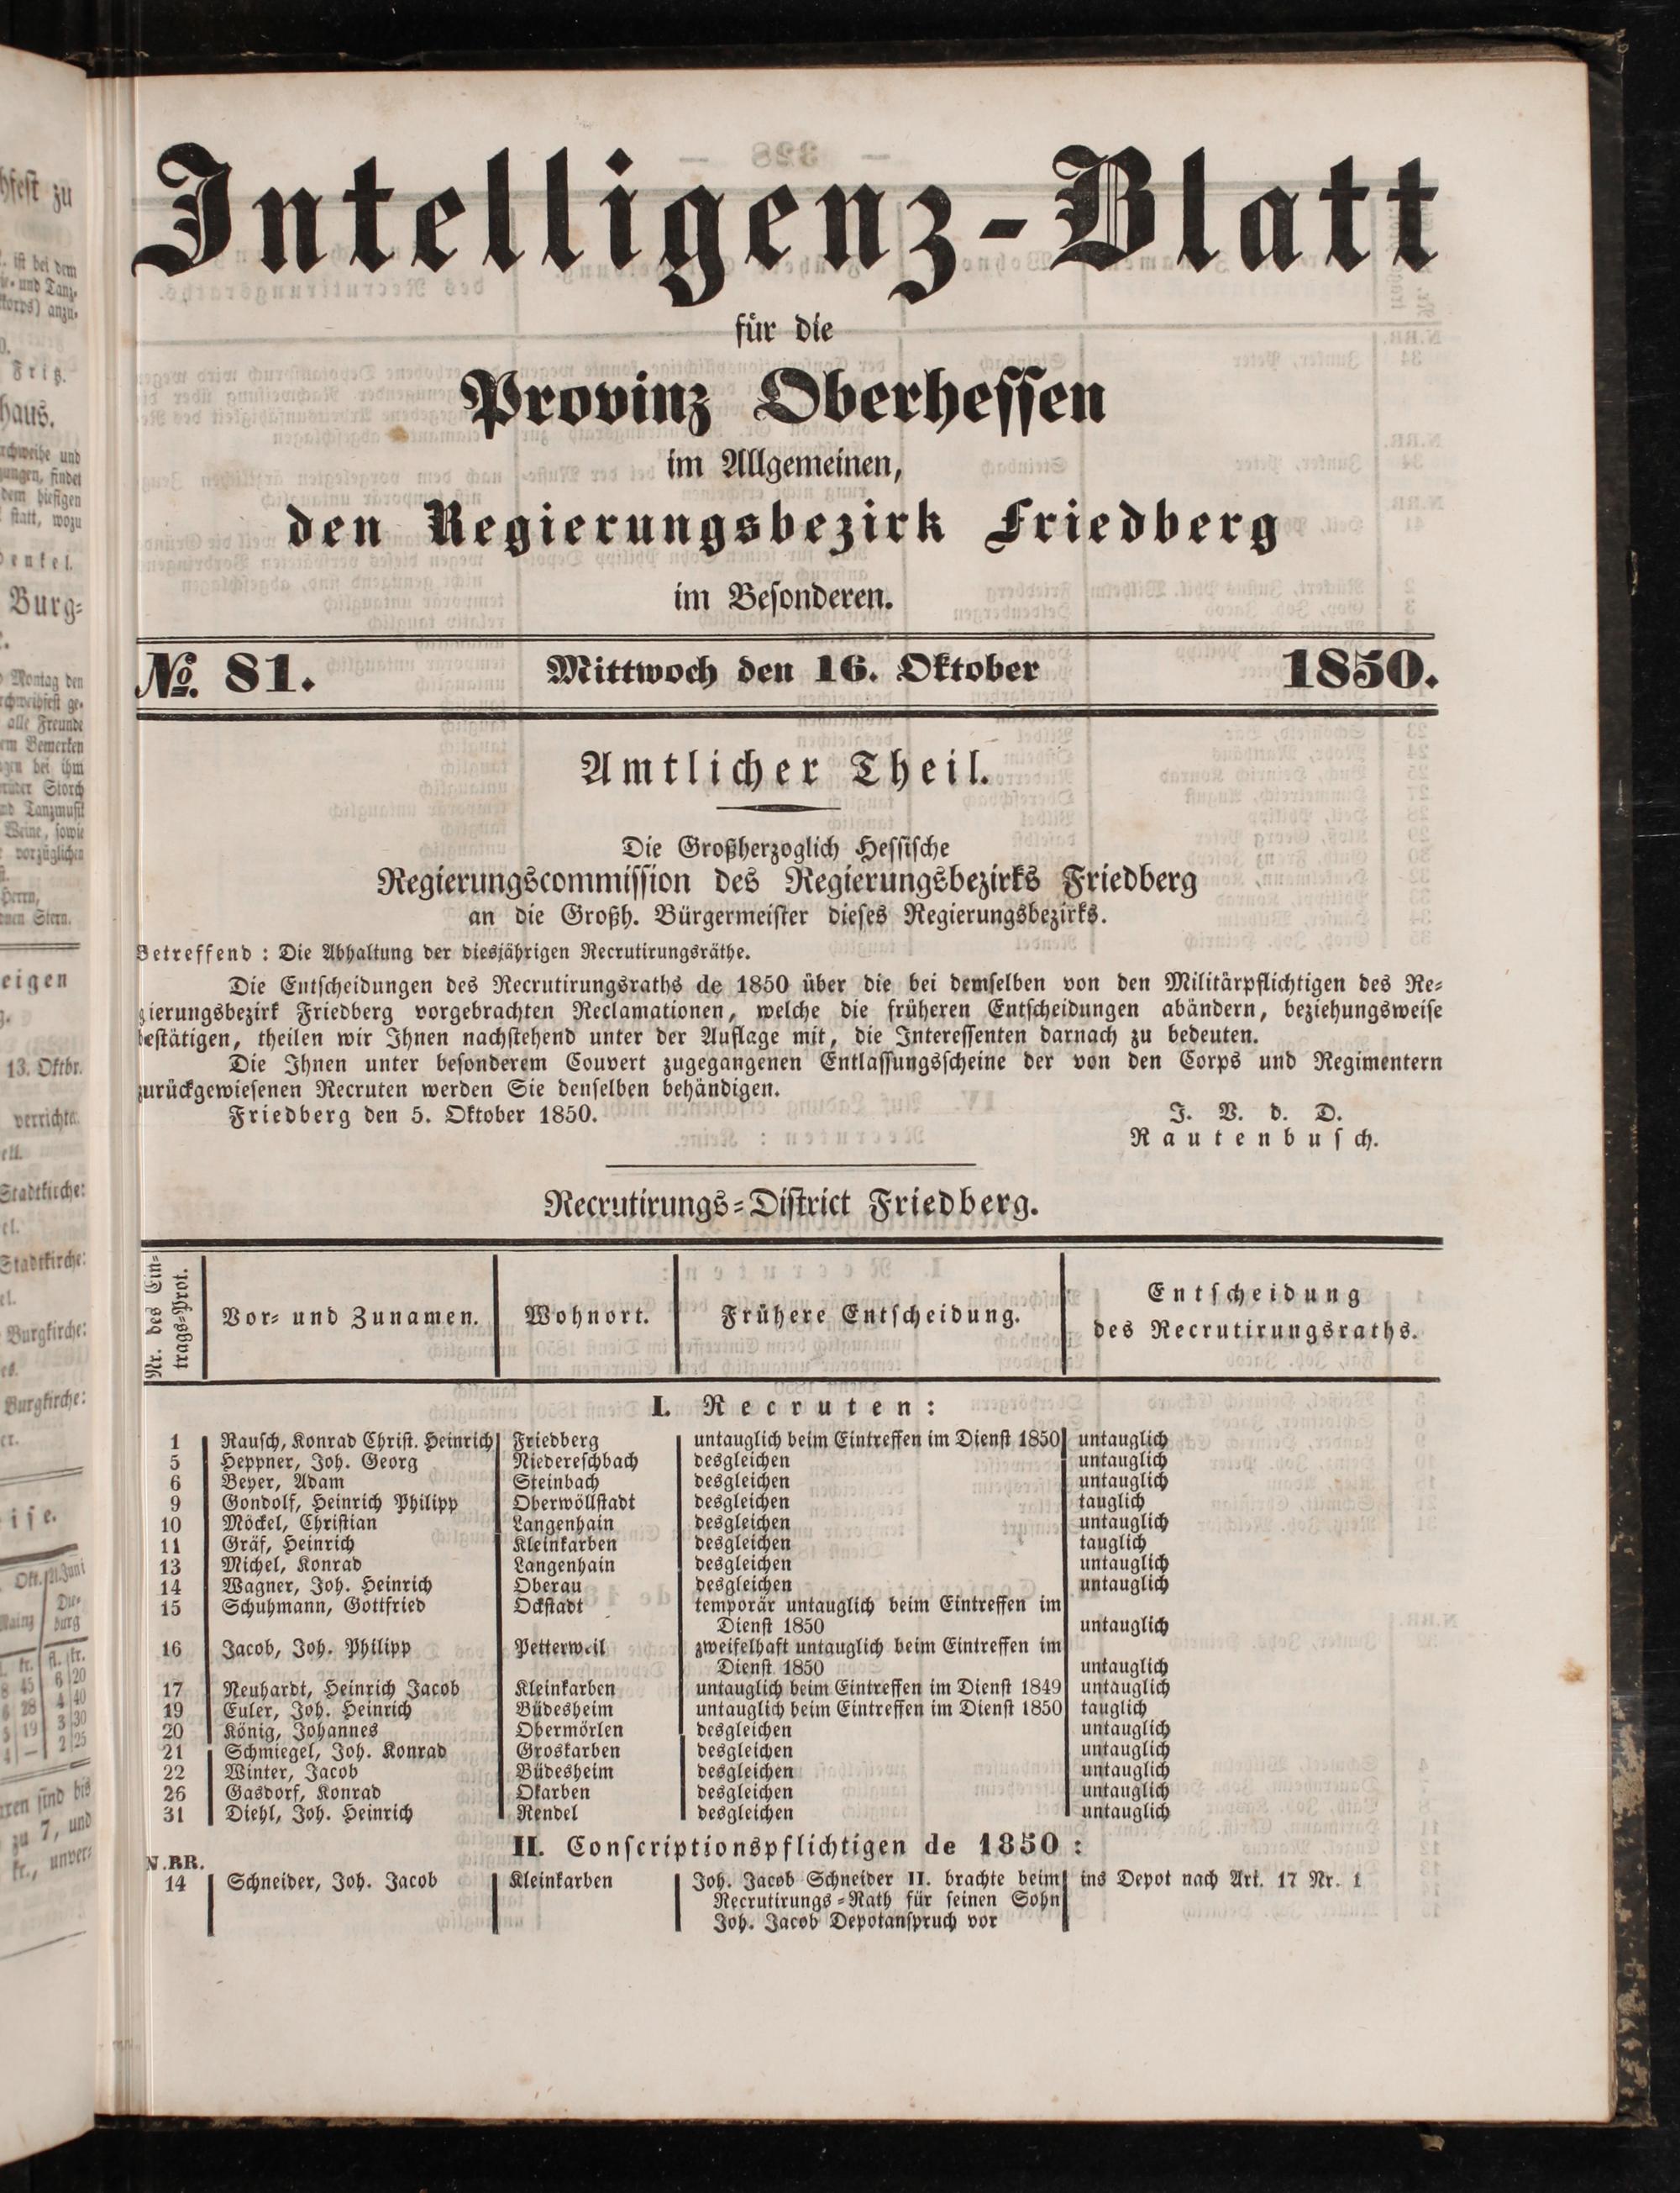 Intelligenz-Blatt
für die
Provinz Oberhessen
im Allgemeinen,
den Regierungsbezirk Friedberg
im Besonderen.
No. 81. Mittwoch den 16. Oktober 1850.
Amtlicher Theil.
Die Großherzoglich Hessische
Regierungscommission des Regierungsbezirks Friedberg
an die Großh. Bürgermeister dieses Regierungsbezirks.
Betreffend: Die Abhaltung der diesjährigen Recrutirungsräthe.
Die Entscheidungen des Recrutirungsraths de 1850 über die bei demselben von den Militärpflichtigen des Re-
gierungsbezirk Friedberg vorgebrachten Reclamationen, welche die früheren Entscheidungen abändern, beziehungsweise
bestätigen, theilen wir Ihnen nachstehend unter der Auflage mit, die Interessenten darnach zu bedeuten.
Die Ihnen unter besonderem Couvert zugegangenen Entlassungsscheine der von den Corps und Regimentern
zurückgewiesenen Recruten werden Sie denselben behändigen.
Friedberg den 5. Oktober 1850. J. V. d. D.
Rautenbusch.
Recrutirungs-District Friedberg.
Nr. des Ein-
trags-Prot. Vor- und Zunamen. Wohnort. Frühere Entscheidung. Entscheidung
des Recrutirungsraths.
I. Recruten:
1 Rausch, Konrad Christ. Heinrich Friedberg untauglich beim Eintreffen im Dienst 1850 untauglich
5 Heppner, Joh. Georg Niedereschbach desgleichen untauglich
6 Beyer, Adam Steinbach desgleichen untauglich
9 Gondolf, Heinrich Philipp Oberwöllstadt desgleichen tauglich
10 Möckel, Christian Langenhain desgleichen untauglich
11 Gräf, Heinrich Kleinkarben desgleichen tauglich
13 Michel, Konrad Langenhain desgleichen untauglich
14 Wagner, Joh. Heinrich Oberau desgleichen untauglich
15 Schuhmann, Gottfried Ockstadt temporär untauglich beim Eintreffen im
Dienst 1850 untauglich
16 Jacob, Joh. Philipp Petterweil zweifelhaft untauglich beim Eintreffen im
Dienst 1850 untauglich
17 Neuhardt, Heinrich Jacob Kleinkarben untauglich beim Eintreffen im Dienst 1849 untauglich
19 Euler, Joh. Heinrich Büdesheim untauglich beim Eintreffen im Dienst 1850 tauglich
20 König, Johannes Obermörlen desgleichen untauglich
21 Schmiegel, Joh. Konrad Groskarben desgleichen untauglich
22 Winter, Jacob Büdesheim desgleichen untauglich
26 Gasdorf, Konrad Okarben desgleichen untauglich
31 Diehl, Joh. Heinrich Rendel desgleichen untauglich
II. Conscriptionspflichtigen de 1850:
N.RR.
14 Schneider, Joh. Jacob Kleinkarben Joh. Jacob Schneider II. brachte beim ins Depot nach Art. 17 Nr. 1
Recrutirungs-Rath für seinen Sohn
Joh. Jacob Depotanspruch vor